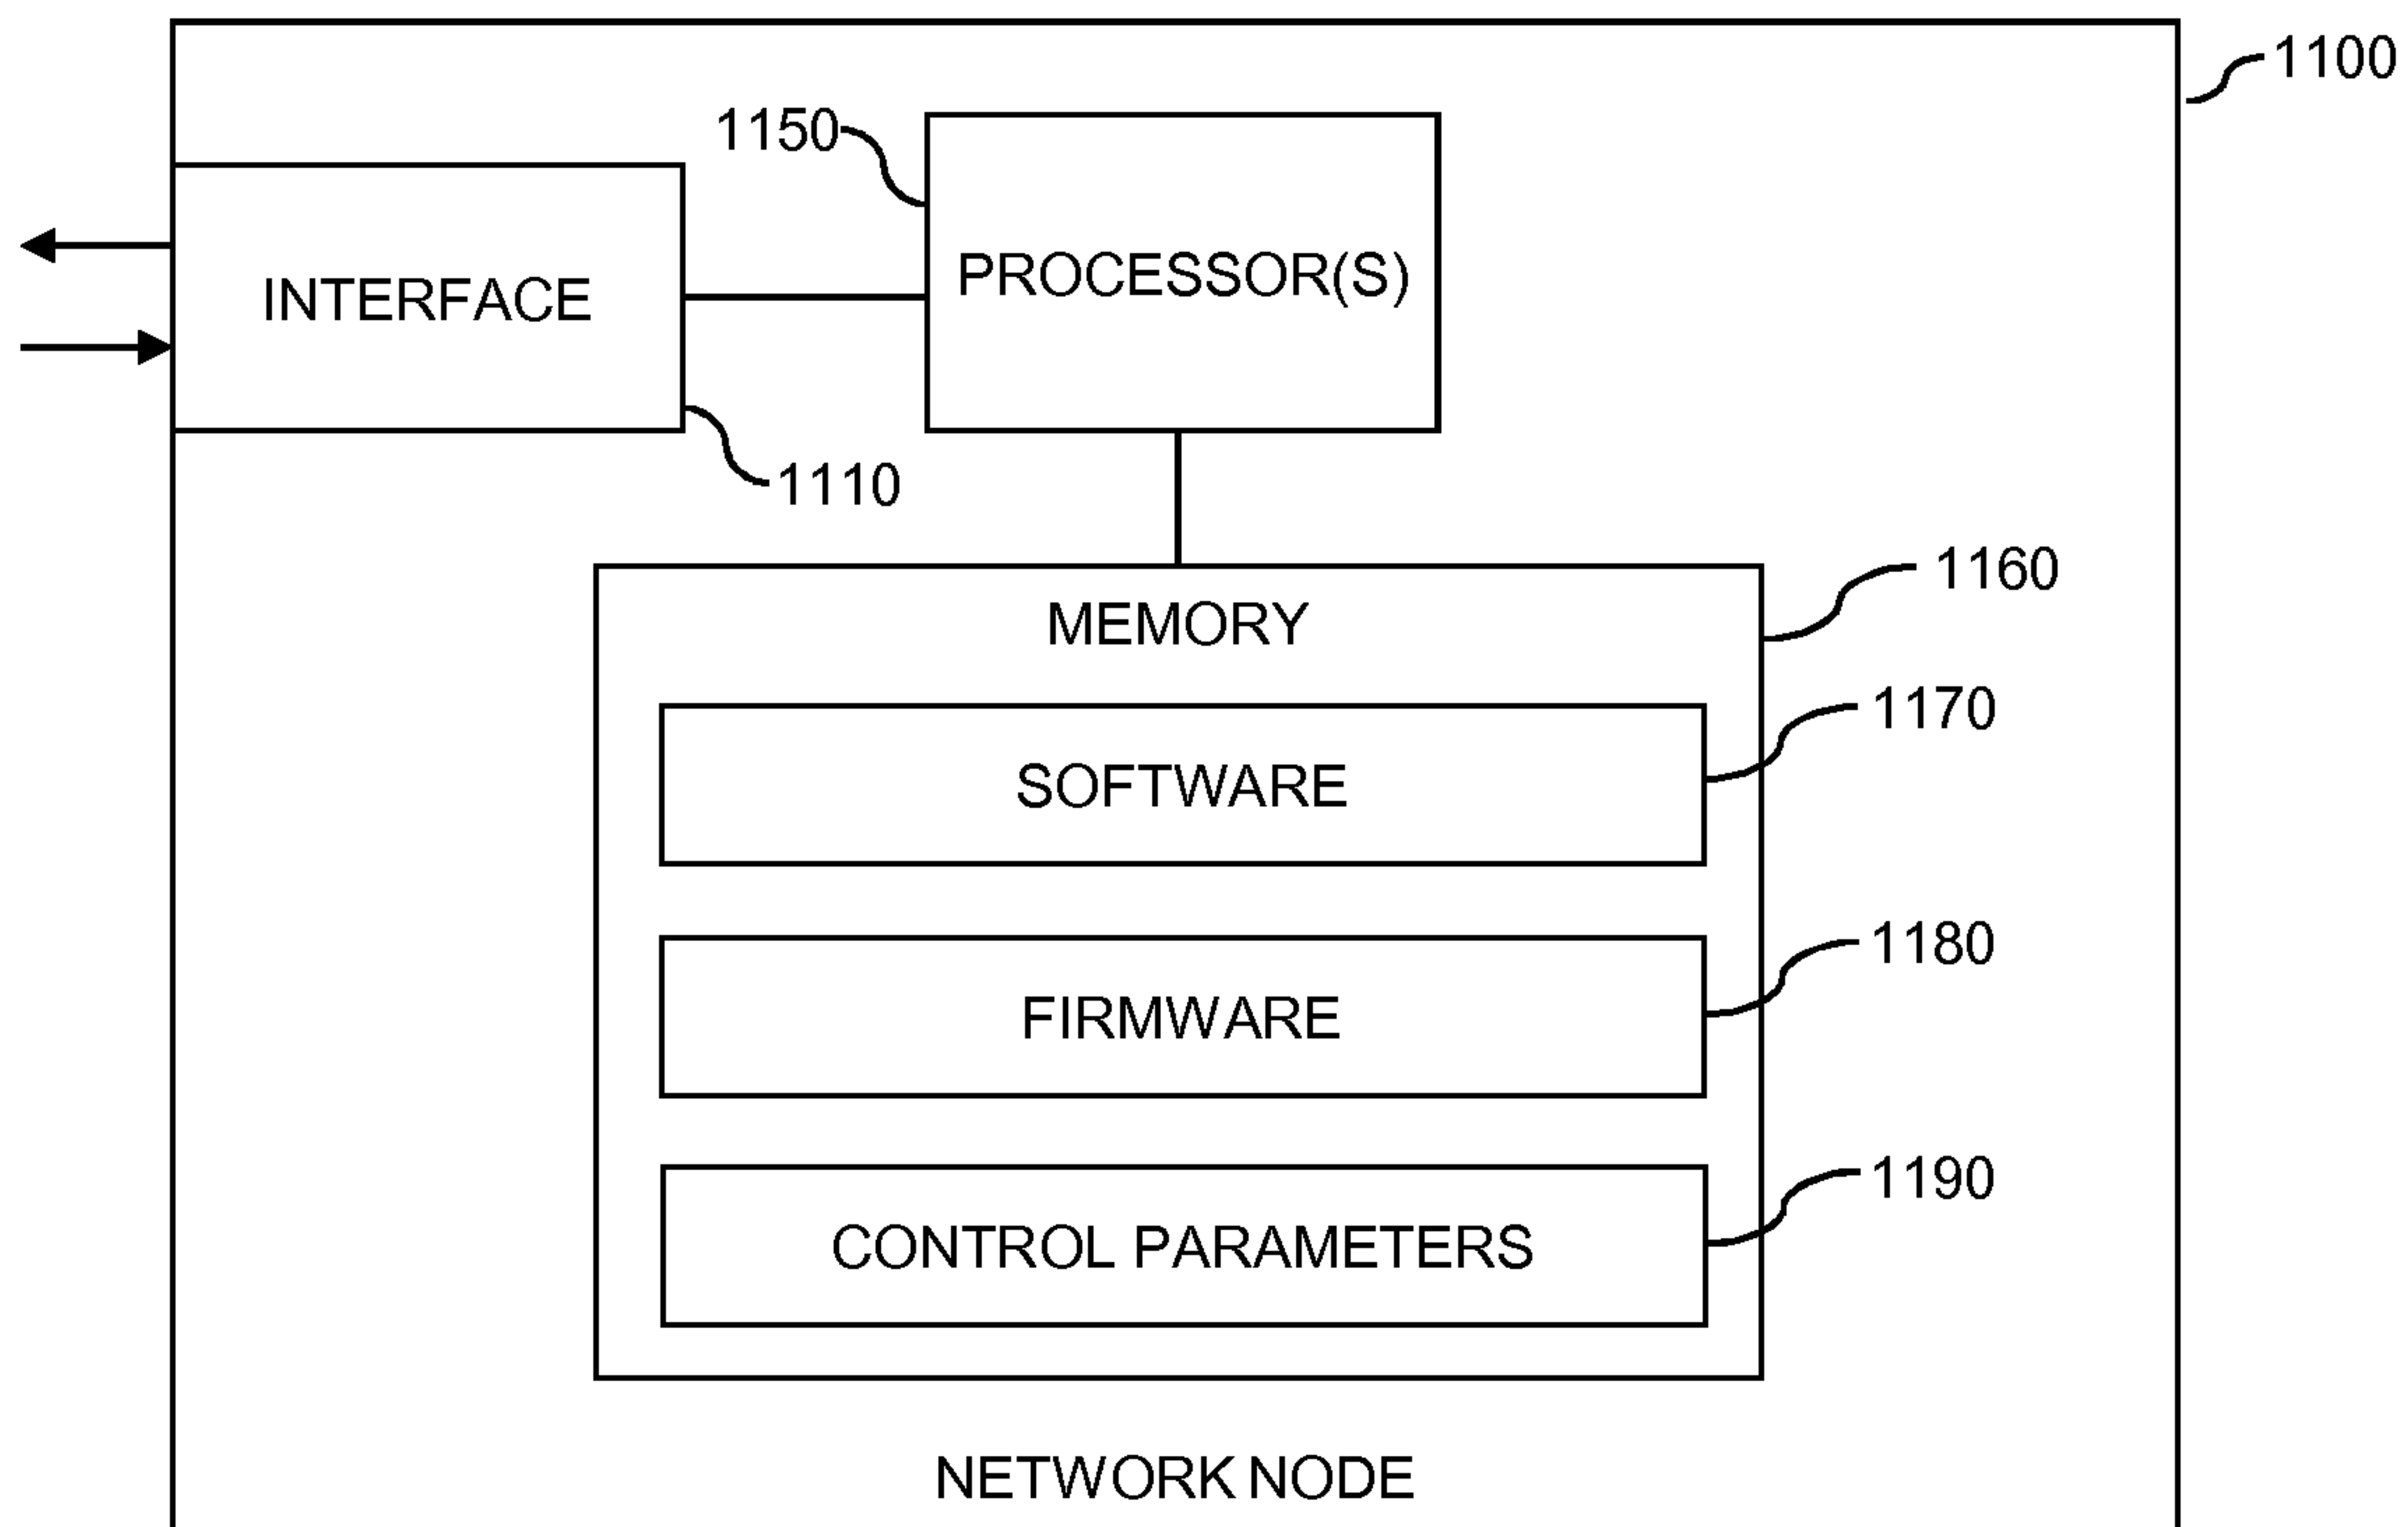 1100
1150
PROCESSOR(S)
INTERFACE
1110
1160
MEMORY
1170
SOFTWARE
1180
FIRMWARE
1190
CONTROL PARAMETERS
NETWORK NODE